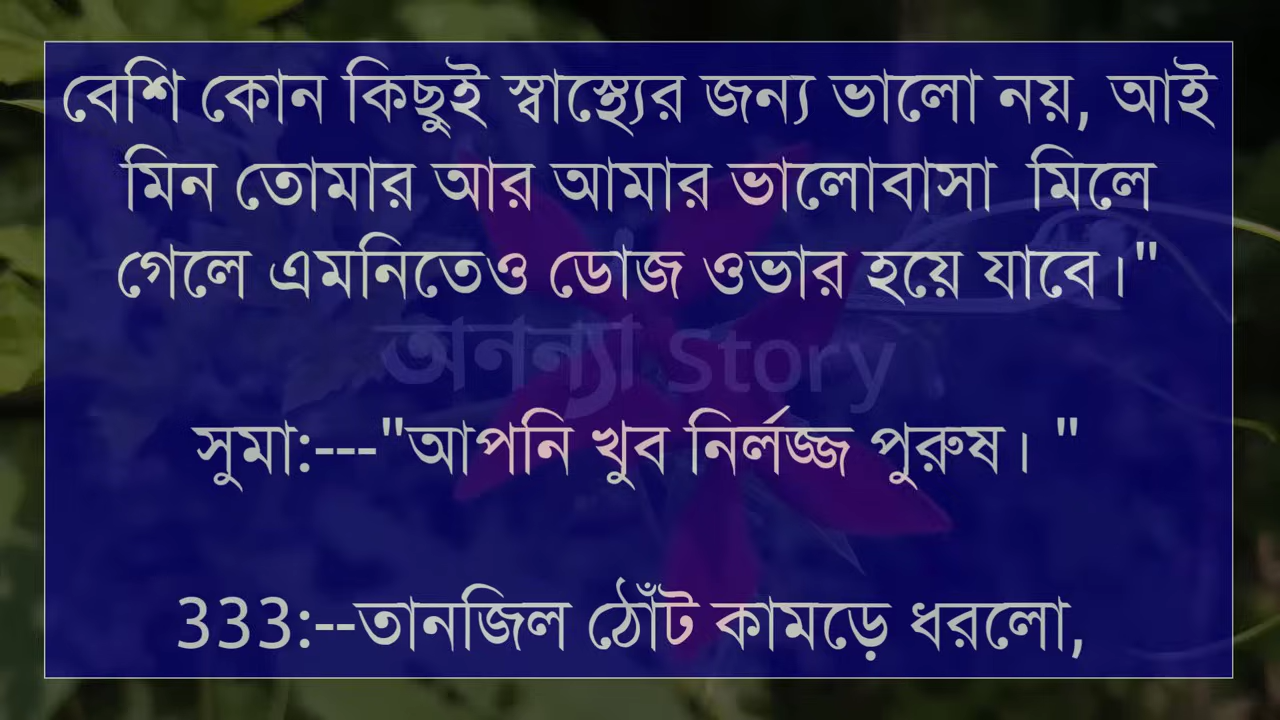 বেশি কোন কিছুই স্বাস্থ্যের জন্য ভালো নয়, আই
মিন তোমার আর আমার ভালোবাসা মিলে
গেলে এমনিতেও ডোজ ওভার হয়ে যাবে।"
অনন্যা Story
সুমা:---"আপনি খুব নির্লজ্জ পুরুষ। "
333:--তানজিল ঠোঁট কামড়ে ধরলো,